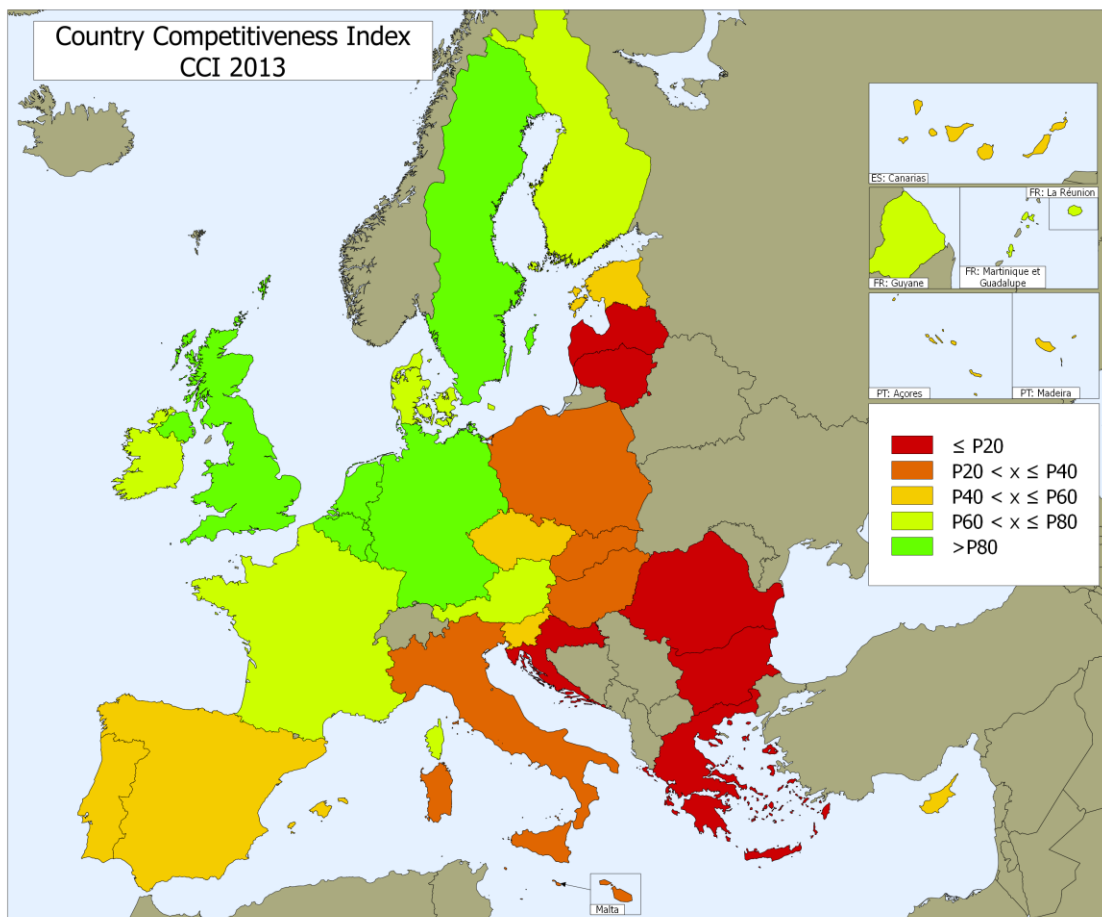 Country Competitiveness Index
CCI 2013
ES: Canarias
FR: La Réunion
FR: Guyane
FR: Martinique et
Guadalupe
PT: Açores
PT: Madeira
≤ P20
P20 < x ≤ P40
P40 < x ≤ P60
P60 < x ≤ P80
>P80
Malta